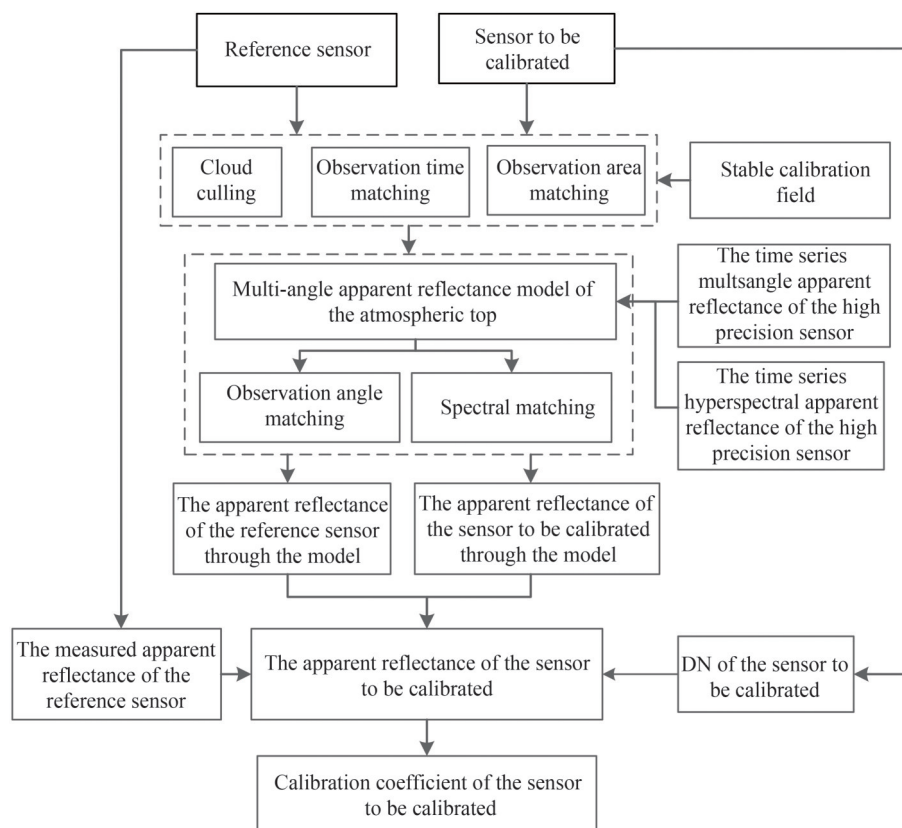 Reference sensor
Sensor to be
calibrated
Cloud
culling
Observation time
matching
Observation area
matching
Stable calibration
field
Multi-angle apparent reflectance model of
the atmospheric top
The time series
multsangle apparent
reflectance of the high
precision sensor
Observation angle
matching
Spectral matching
The time series
hyperspectral apparent
reflectance of the high
precision sensor
The apparent reflectance
of the reference sensor
through the model
The apparent reflectance of
the sensor to be calibrated
through the model
The measured apparent
reflectance of the
reference sensor
The apparent reflectance of the sensor
to be calibrated
DN of the sensor to
be calibrated
Calibration coefficient of the sensor
to be calibrated